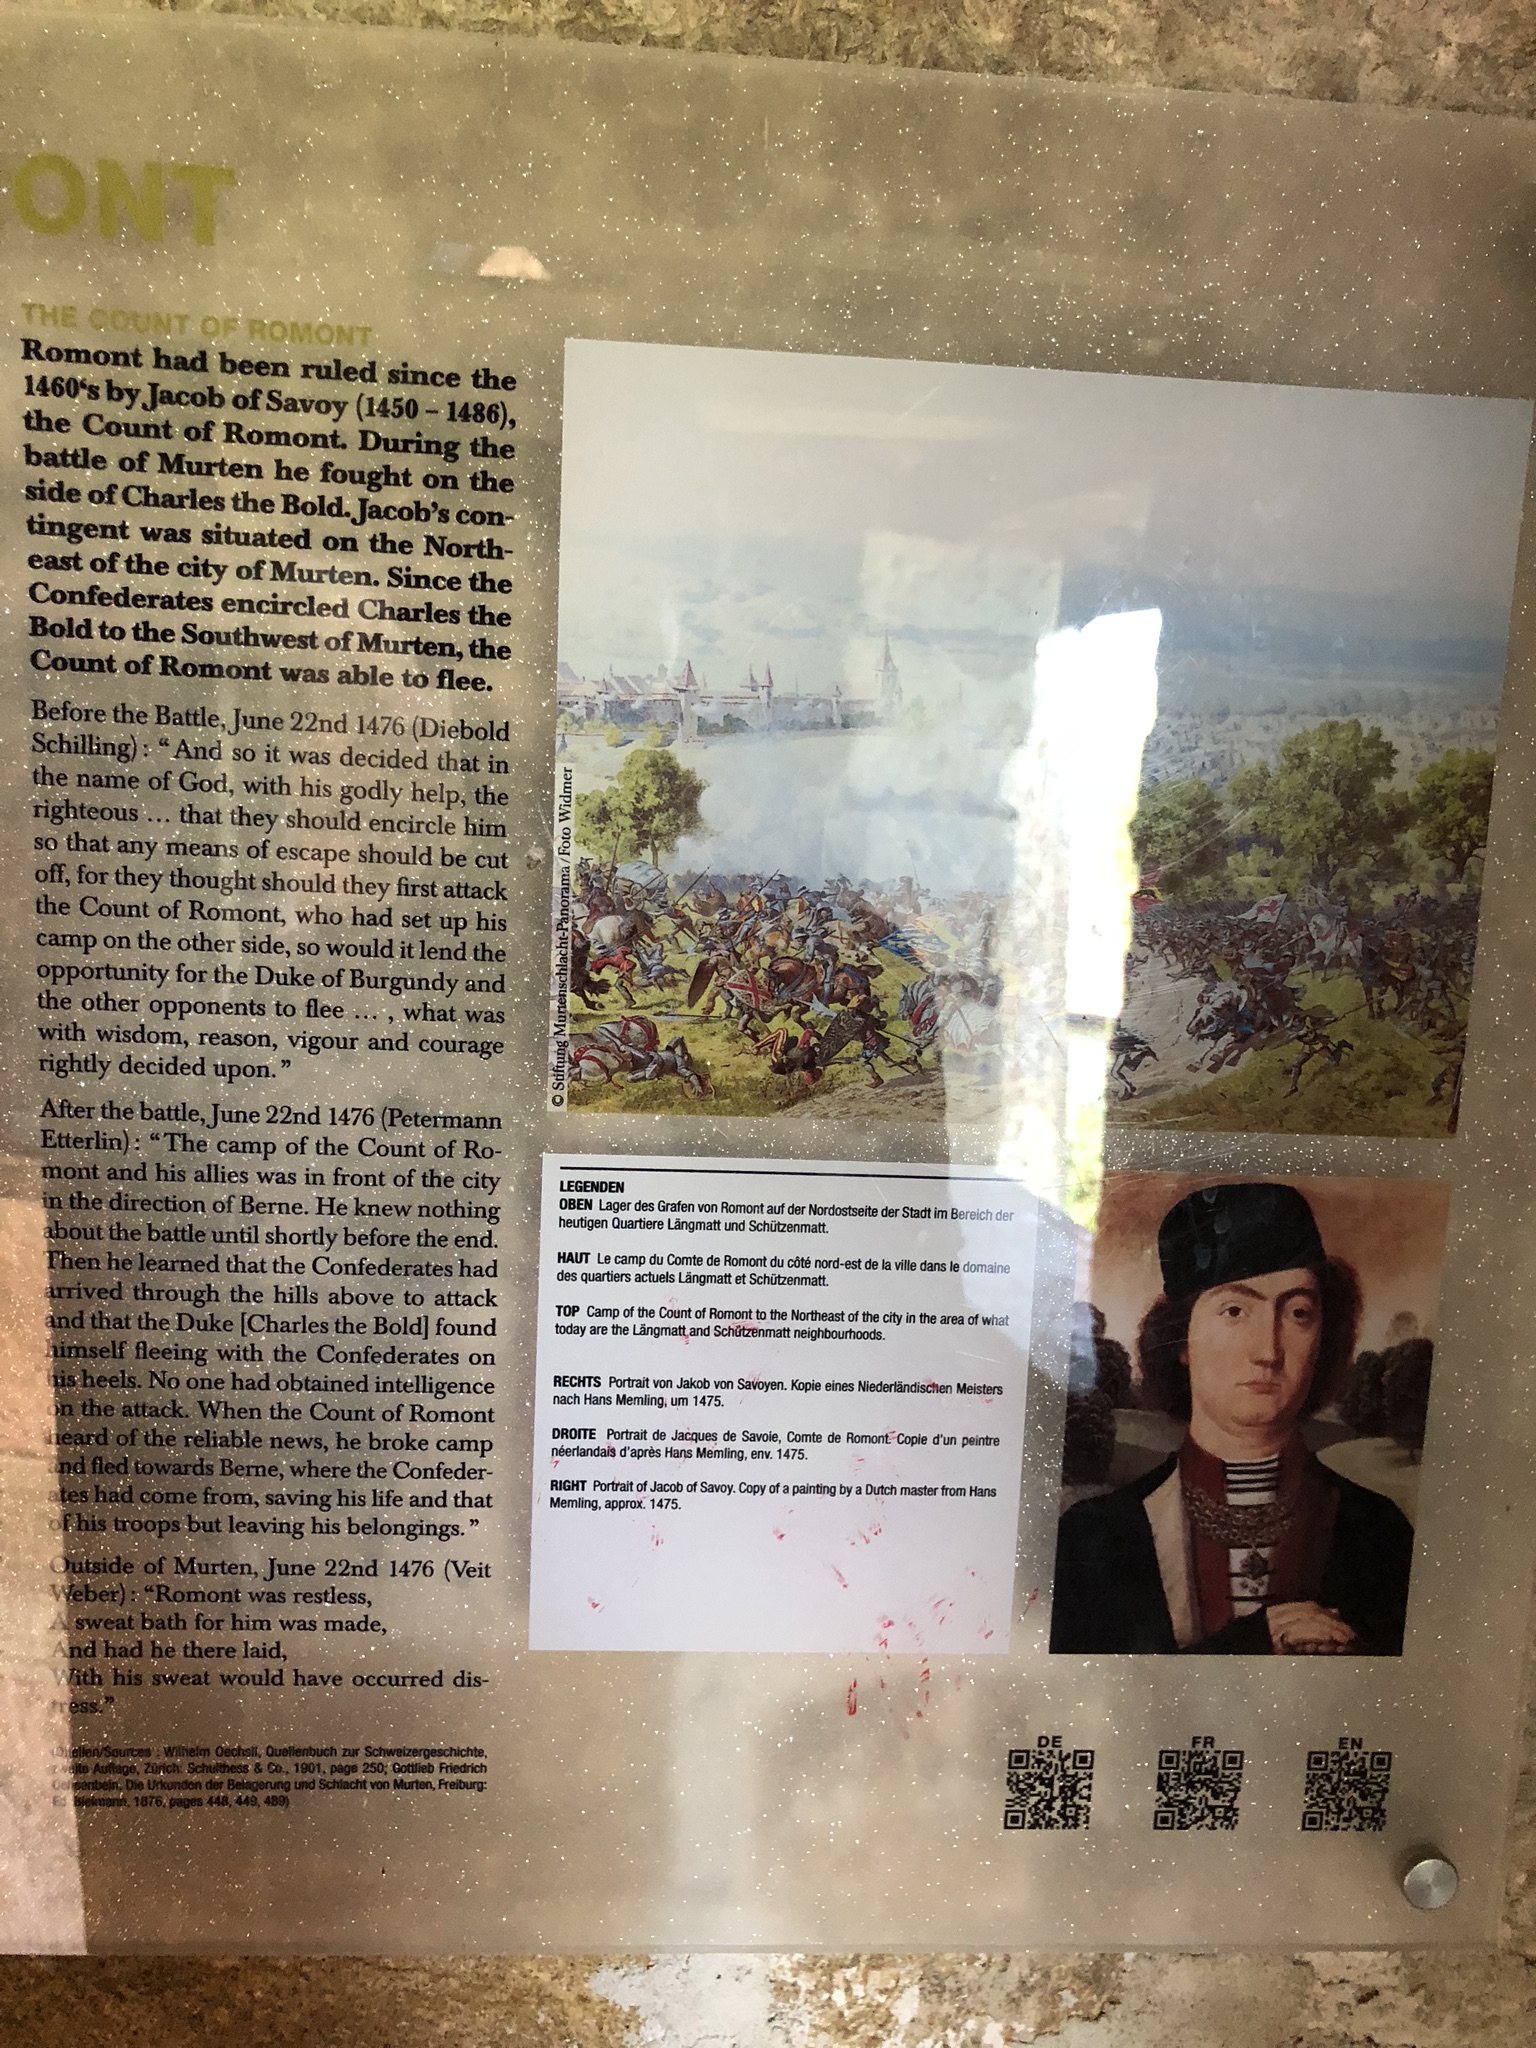 ONT
THE COUNT OF ROMONT
Romont had been ruled since the
1460‘s by Jacob of Savoy (1450 – 1486),
the Count of Romont. During the
battle of Murten he fought on the
side of Charles the Bold. Jacob’s con-
tingent was situated on the North-
east of the city of Murten. Since the
Confederates encircled Charles the
Bold to the Southwest of Murten, the
Count of Romont was able to flee.
Before the Battle, June 22nd 1476 (Diebold
Schilling) : “And so it was decided that in
the name of God, with his godly help, the
righteous … that they should encircle him
so that any means of escape should be cut
off, for they thought should they first attack
the Count of Romont, who had set up his
camp on the other side, so would it lend the
opportunity for the Duke of Burgundy and
the other opponents to flee … , what was
with wisdom, reason, vigour and courage
rightly decided upon.”
After the battle, June 22nd 1476 (Petermann
Etterlin) : “The camp of the Count of Ro-
mont and his allies was in front of the city
in the direction of Berne. He knew nothing
about the battle until shortly before the end.
Then he learned that the Confederates had
arrived through the hills above to attack
and that the Duke [Charles the Bold] found
himself fleeing with the Confederates on
his heels. No one had obtained intelligence
on the attack. When the Count of Romont
heard of the reliable news, he broke camp
and fled towards Berne, where the Confeder-
ates had come from, saving his life and that
of his troops but leaving his belongings.”
Outside of Murten, June 22nd 1476 (Veit
Weber) : “Romont was restless,
A sweat bath for him was made,
And had he there laid,
With his sweat would have occurred dis-
tress.”
Quellen/Sources : Wilhelm Oechsli, Quellenbuch zur Schweizergeschichte,
zweite Auflage, Zürich: Schulthess & Co., 1901, page 250; Gottlieb Friedrich
Ochsenbein, Die Urkunden der Belagerung und Schlacht von Murten, Freiburg:
Ed. Bielmann, 1876, pages 448, 449, 489)
© Stiftung Murtenschlacht-Panorama / Foto Widmer
LEGENDEN
OBEN Lager des Grafen von Romont auf der Nordostseite der Stadt im Bereich der
heutigen Quartiere Längmatt und Schützenmatt.
HAUT Le camp du Comte de Romont du côté nord-est de la ville dans le domaine
des quartiers actuels Längmatt et Schützenmatt.
TOP Camp of the Count of Romont to the Northeast of the city in the area of what
today are the Längmatt and Schützenmatt neighbourhoods.
RECHTS Portrait von Jakob von Savoyen. Kopie eines Niederländischen Meisters
nach Hans Memling, um 1475.
DROITE Portrait de Jacques de Savoie, Comte de Romont. Copie d’un peintre
néerlandais d’après Hans Memling, env. 1475.
RIGHT Portrait of Jacob of Savoy. Copy of a painting by a Dutch master from Hans
Memling, approx. 1475.
DE
FR
EN